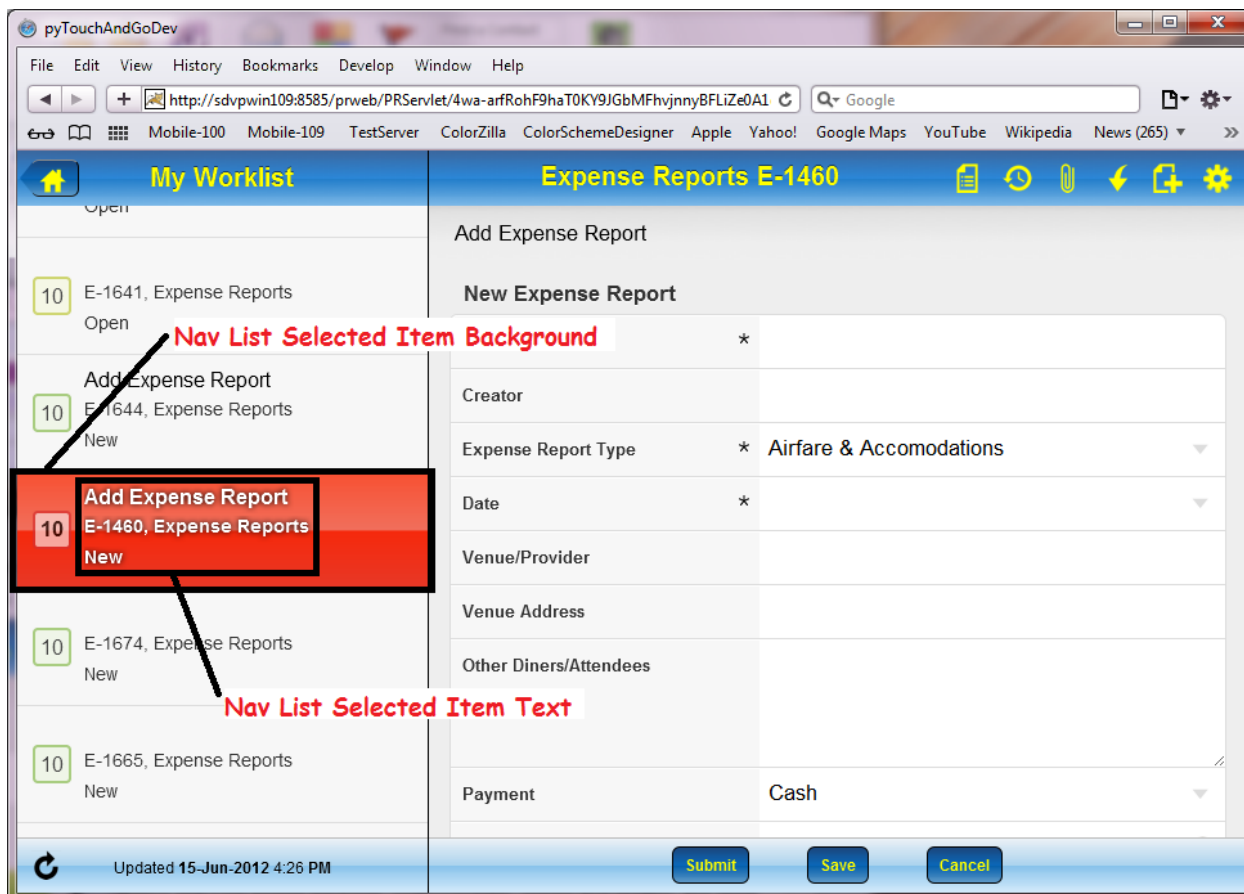 pyTouchAndGoDev
File Edit View History Bookmarks Develop Window Help
http://sdvpwin109:8585/prweb/PRServlet/4wa-arfRohF9haT0KY9JGbMFhvjnnyBFLiZe0A1
Google
Mobile-100 Mobile-109 TestServer ColorZilla ColorSchemeDesigner Apple Yahoo! Google Maps YouTube Wikipedia News (265) ▼ >>
My Worklist
Open
10
E-1641, Expense Reports
Open
Nav List Selected Item Background
Add Expense Report
10
E-1644, Expense Reports
New
Add Expense Report
10
E-1460, Expense Reports
New
10
E-1674, Expense Reports
New
Nav List Selected Item Text
10
E-1665, Expense Reports
New
Updated 15-Jun-2012 4:26 PM
Expense Reports E-1460
Add Expense Report
New Expense Report
*
Creator
Expense Report Type * Airfare & Accomodations
Date *
Venue/Provider
Venue Address
Other Diners/Attendees
Payment Cash
Submit Save Cancel